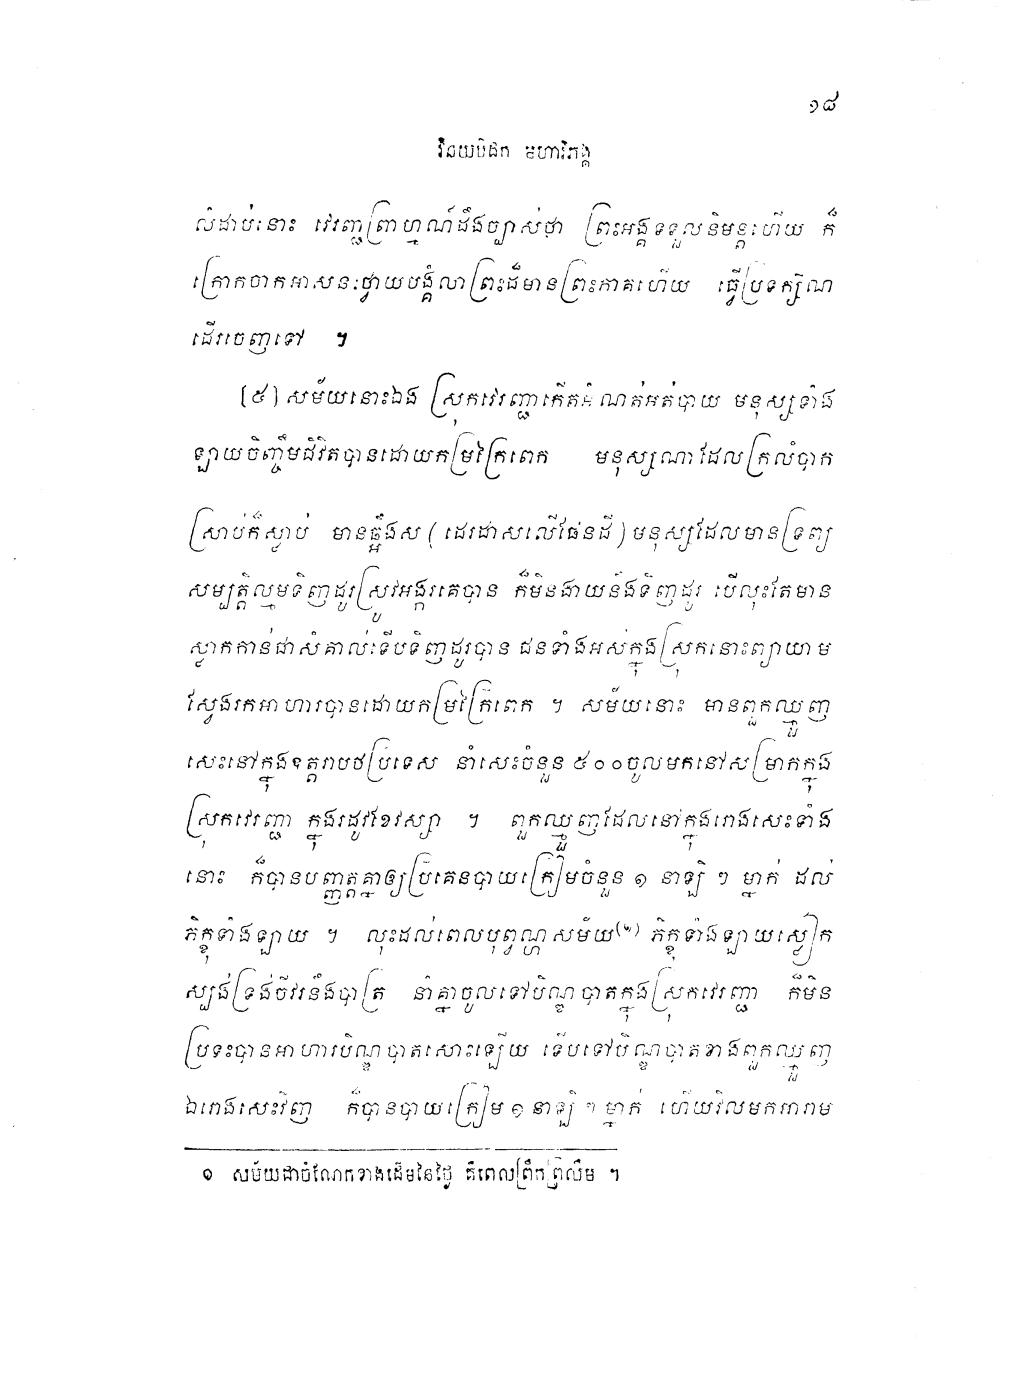 ១៨
វិនយបិដក មហាវិភង្គ
លំដាប់នោះ វេរញ្ជព្រាហ្មណ៍ដឹងច្បាស់ថា ព្រះអង្គទទួលនិមន្តហើយ ក៏
ក្រោកចាកអាសនៈថ្វាយបង្គំលាព្រះដ៏មានព្រះភាគហើយ ធ្វើប្រទក្សិណ
ដើរចេញទៅ ។
[៥] សម័យនោះឯង ស្រុកវេរញ្ជាកើតអំណត់អត់បាយ មនុស្សទាំង
ឡាយចិញ្ចឹមជីវិតបានដោយកម្រក្រៃពេក មនុស្សណាដែលក្រលំបាក
ស្រាប់ក៏ស្លាប់ មានឆ្អឹងស (ដេរដាសលើផែនដី) មនុស្សដែលមានទ្រព្យ
សម្បត្តិល្មមទិញដូរស្រូវអង្ករគេបាន ក៏មិនងាយនឹងទិញដូរ បើលុះតែមាន
ស្លាកកាន់ជាសំគាល់ទើបទិញដូរបាន ជនទាំងអស់ក្នុងស្រុកនោះព្យាយាម
ស្វែងរកអាហារបានដោយកម្រក្រៃពេក ។ សម័យនោះ មានពួកឈ្មួញ
សេះនៅក្នុងឧត្តរាបថប្រទេស នាំសេះចំនួន ៥០០ចូលមកនៅសម្រាកក្នុង
ស្រុកវេរញ្ជា ក្នុងរដូវខែវស្សា ។ ពួកឈ្មួញដែលនៅក្នុងរោងសេះទាំង
នោះ ក៏បានបញ្ញត្តគ្នាឲ្យប្រគេនបាយក្រៀមចំនួន ១ នាឡិ ៗ ម្នាក់ ដល់
ភិក្ខុទាំងឡាយ ។ លុះដល់ពេលបុព្វណ្ហសម័យ(១) ភិក្ខុទាំងឡាយស្លៀក
ស្បង់ទ្រង់ចីវរនឹងបាត្រ នាំគ្នាចូលទៅបិណ្ឌបាតក្នុងស្រុកវេរញ្ជា ក៏មិន
ប្រទះបានអាហារបិណ្ឌបាតសោះឡើយ ទើបទៅបិណ្ឌបាតខាងពួកឈ្មួញ
ឯរោងសេះវិញ ក៏បានបាយក្រៀម ១ នាឡិ ៗ ម្នាក់ ហើយវិលមកអារាម
១ សម័យជាចំណែកខាងដើមនៃថ្ងៃ គឺពេលព្រឹកព្រលឹម ។